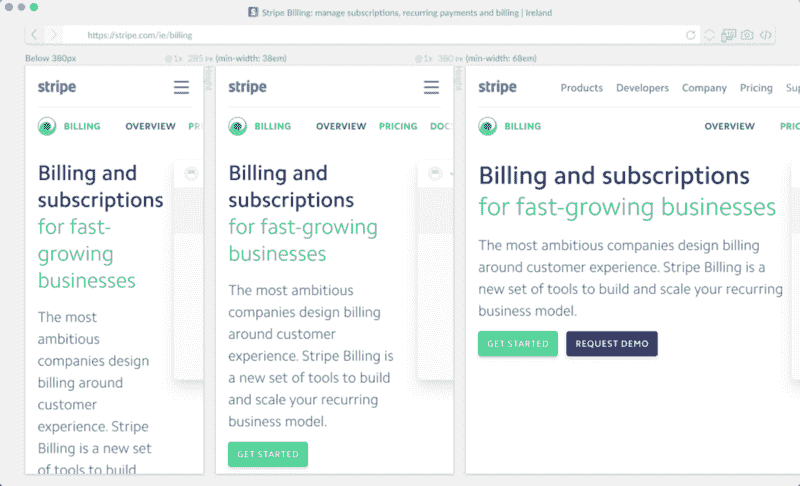 Stripe Billing: manage subscriptions, recurring payments and billing | Ireland
https://stripe.com/ie/billing
Below 380px
@1x 285 px
Height
(min-width: 38em)
@1x 380 px
Height
(min-width: 68em)
stripe
BILLING OVERVIEW
Billing and
subscriptions
for fast-
growing
businesses
The most
ambitious
companies design
billing around
customer
experience. Stripe
Billing is a new set
of tools to build
stripe
BILLING OVERVIEW PRICING
Billing and
subscriptions
for fast-growing
businesses
The most ambitious
companies design billing
around customer
experience. Stripe Billing is
a new set of tools to build
and scale your recurring
business model.
GET STARTED
stripe Products Developers Company Pricing
BILLING OVERVIEW
Billing and subscriptions
for fast-growing businesses
The most ambitious companies design billing
around customer experience. Stripe Billing is a
new set of tools to build and scale your recurring
business model.
GET STARTED REQUEST DEMO